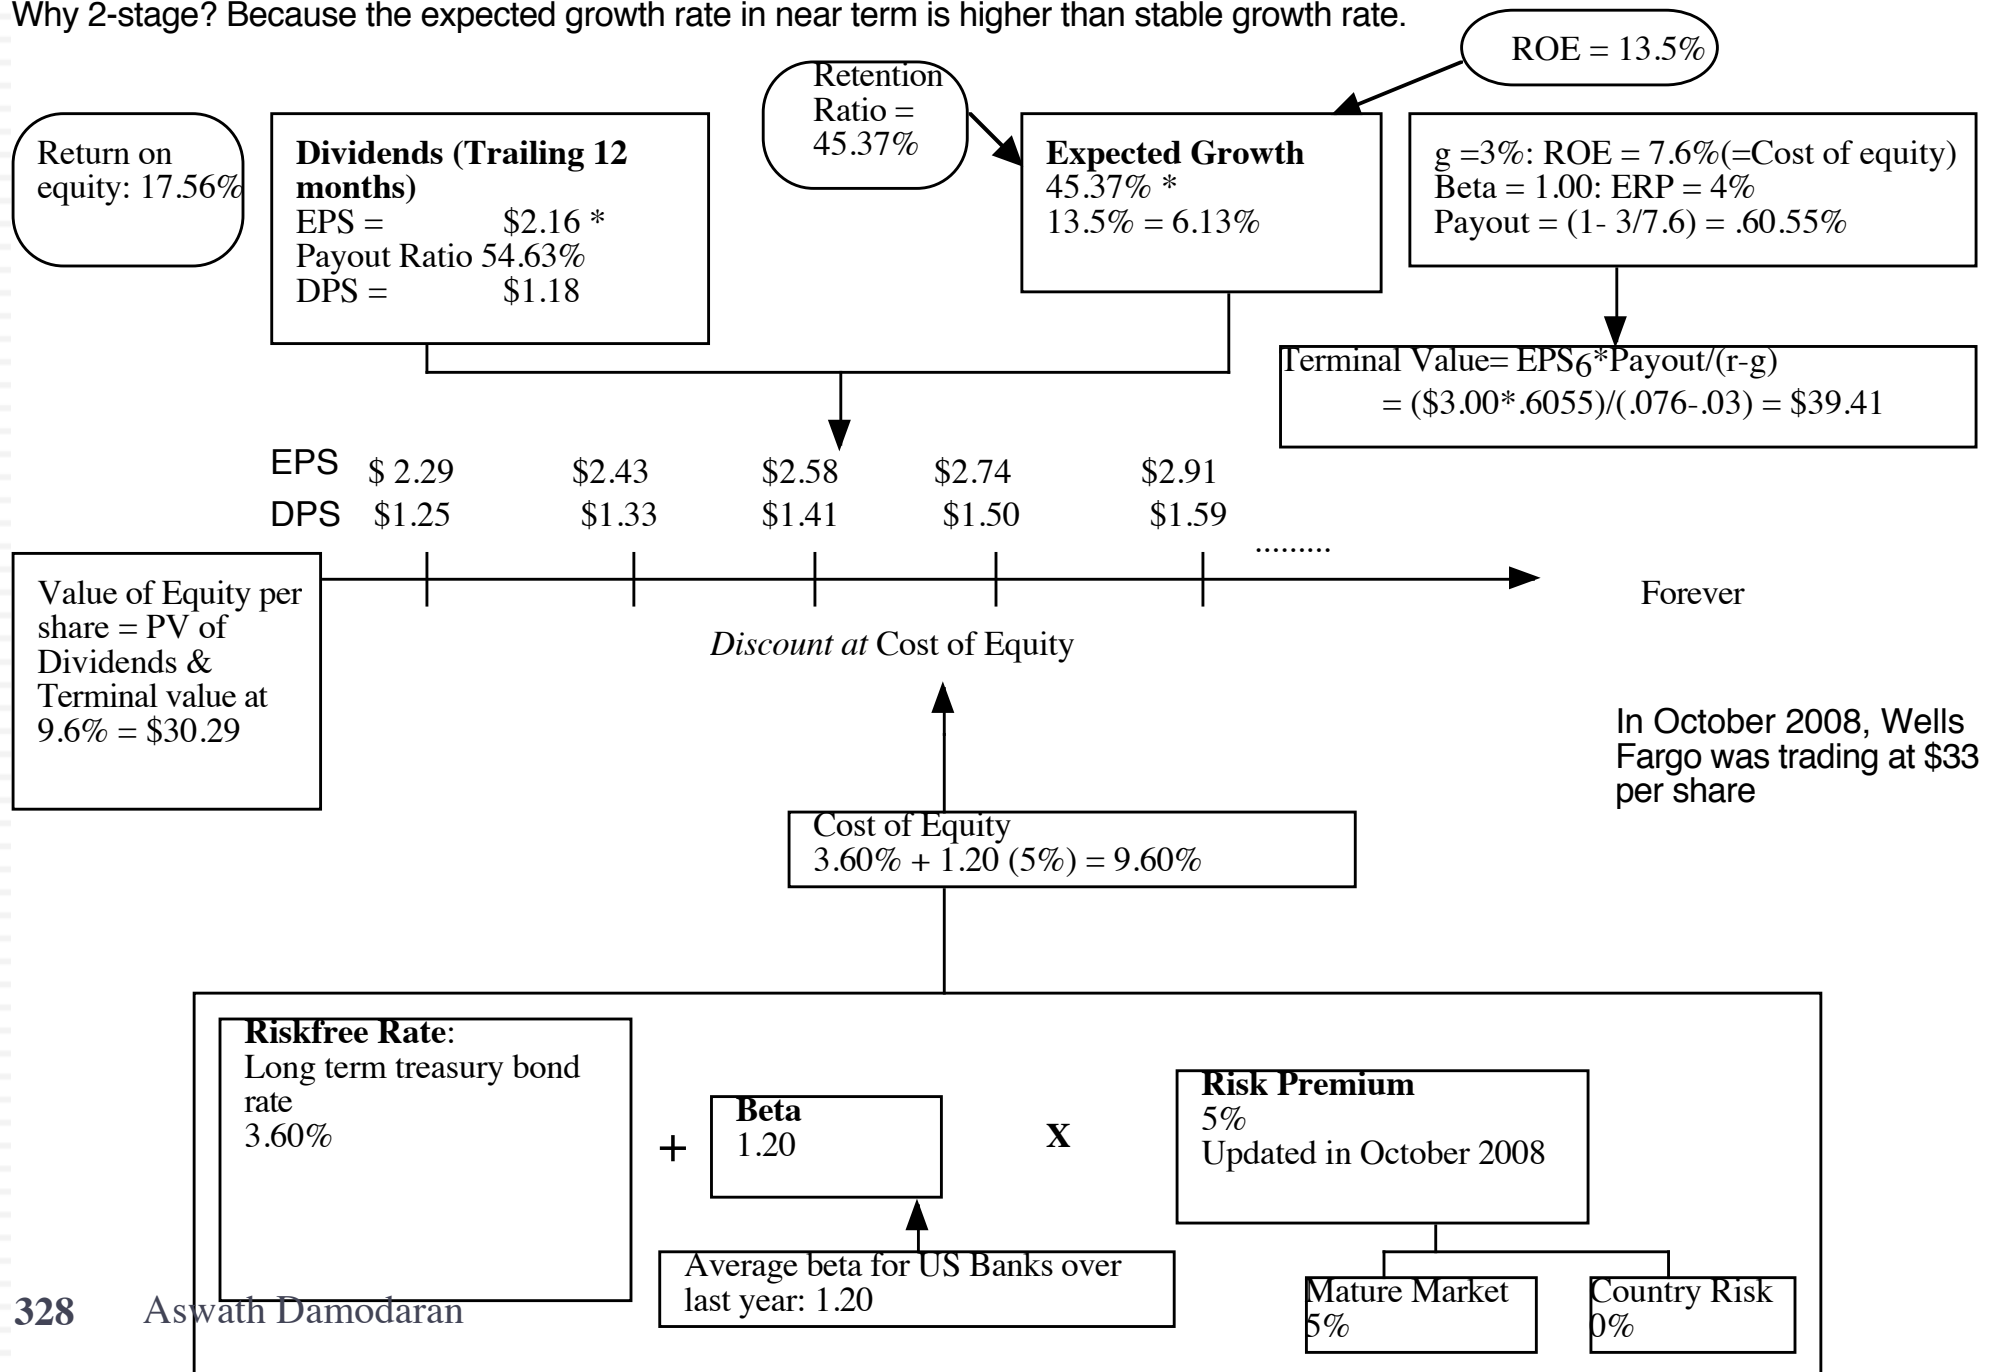 Why 2-stage? Because the expected growth rate in near term is higher than stable growth rate.
Return on
equity: 17.56%
Dividends (Trailing 12
months)
EPS = $2.16 *
Payout Ratio 54.63%
DPS = $1.18
Retention
Ratio =
45.37%
ROE = 13.5%
Expected Growth
45.37% *
13.5% = 6.13%
g =3%: ROE = 7.6%(=Cost of equity)
Beta = 1.00: ERP = 4%
Payout = (1- 3/7.6) = .60.55%
Terminal Value= EPS6*Payout/(r-g)
= ($3.00*.6055)/(.076-.03) = $39.41
EPS $ 2.29 $2.43 $2.58 $2.74 $2.91
DPS $1.25 $1.33 $1.41 $1.50 $1.59
.........
Forever
Value of Equity per
share = PV of
Dividends &
Terminal value at
9.6% = $30.29
Discount at Cost of Equity
In October 2008, Wells
Fargo was trading at $33
per share
Cost of Equity
3.60% + 1.20 (5%) = 9.60%
Riskfree Rate:
Long term treasury bond
rate
3.60%
+
Beta
1.20
X
Risk Premium
5%
Updated in October 2008
Average beta for US Banks over
last year: 1.20
Mature Market
5%
Country Risk
0%
328 Aswath Damodaran